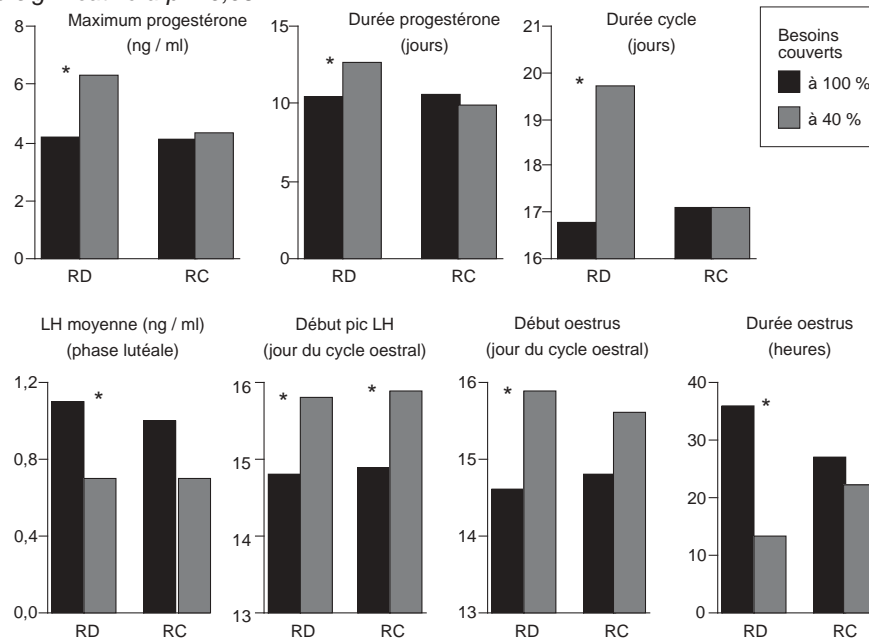 Maximum progestérone
(ng / ml)
8
6
4
2
0
*
RD
RC
Durée progestérone
(jours)
15
10
5
0
*
RD
RC
Durée cycle
(jours)
21
20
19
18
17
16
*
RD
RC
Besoins
couverts
à 100 %
à 40 %
LH moyenne (ng / ml)
(phase lutéale)
1,2
0,8
0,4
0,0
*
RD
RC
Début pic LH
(jour du cycle oestral)
16
15
14
13
*
*
RD
RC
Début oestrus
(jour du cycle oestral)
16
15
14
13
*
RD
RC
Durée oestrus
(heures)
40
30
20
10
0
*
RD
RC